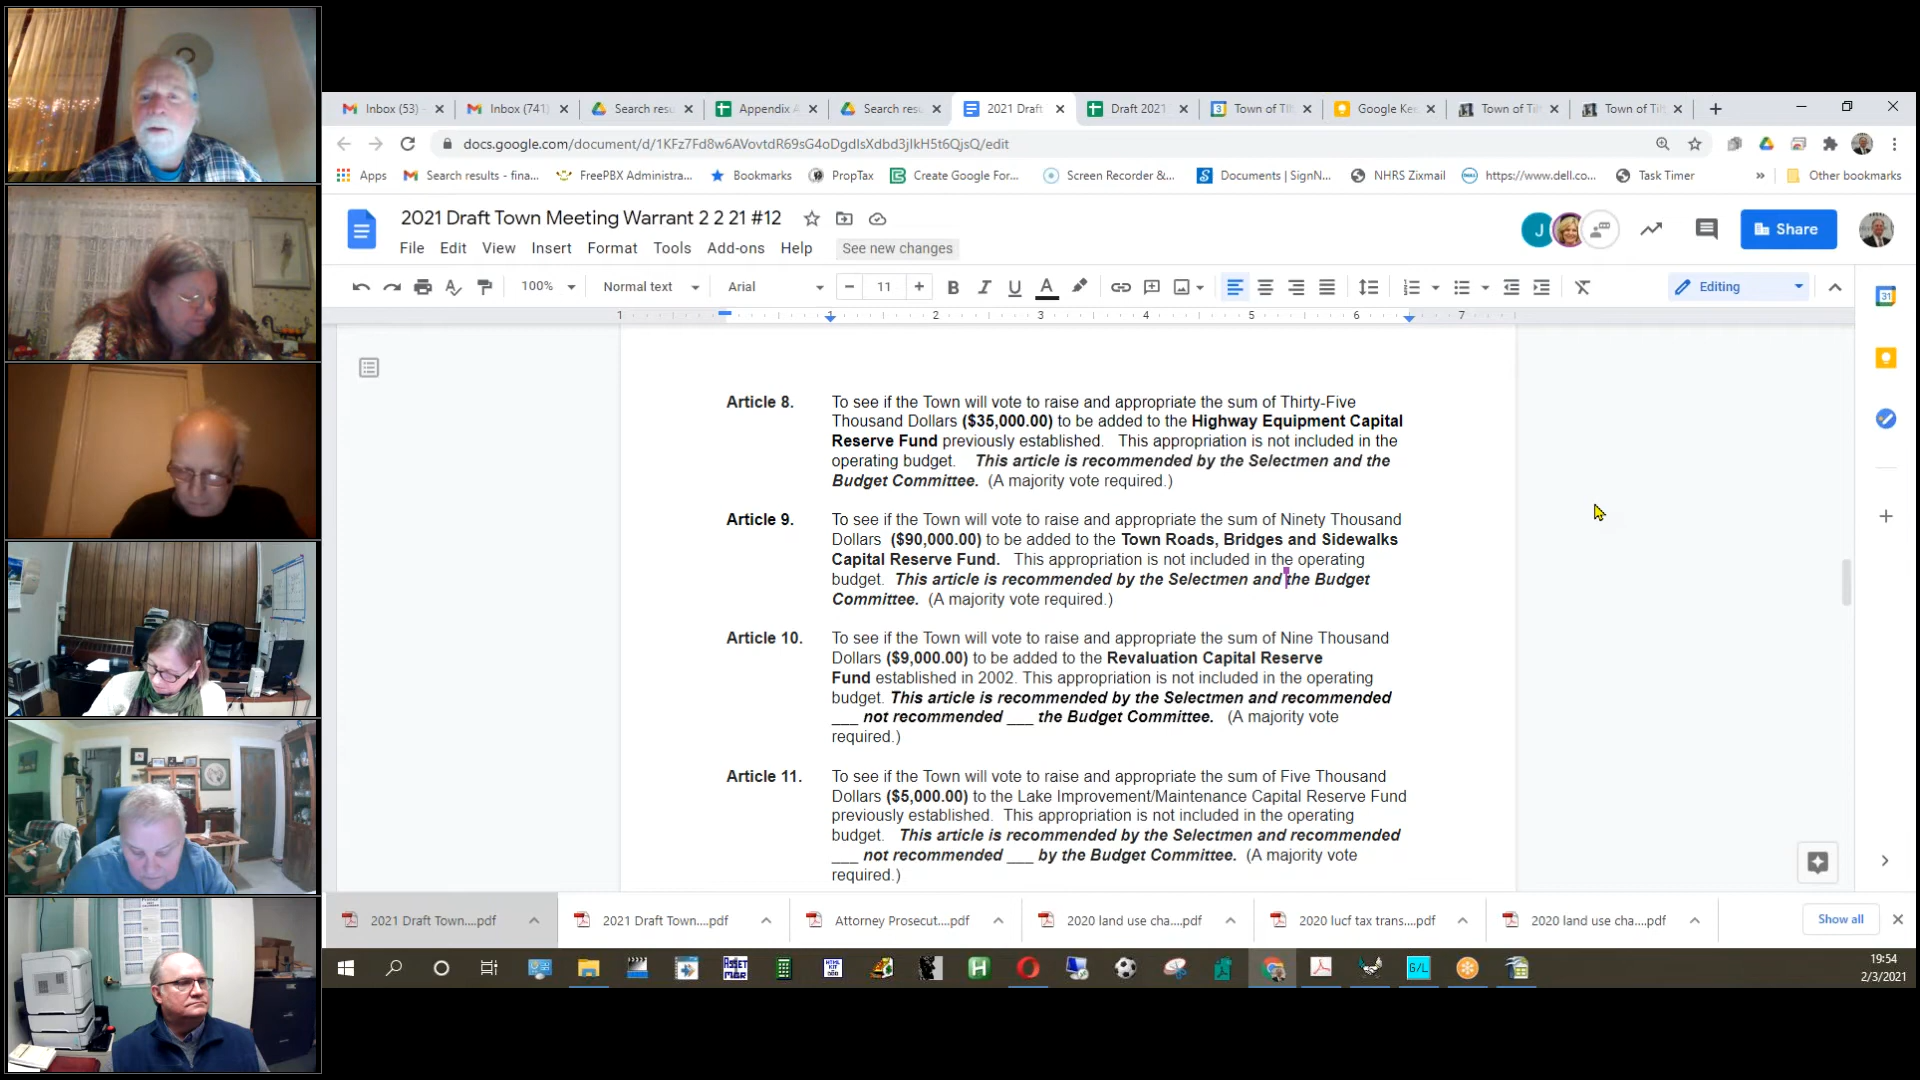 Inbox (53)
Inbox (741)
Search resu
Appendix A
Search resu
2021 Draft
Draft 2021
Town of Tilt
Google Kee
Town of Tilt
Town of Tilt
docs.google.com/document/d/1KFz7Fd8w6AVovtdR69sG4oDgdIsXdbd3jIkH5t6QjsQ/edit
Apps
Search results - fina...
FreePBX Administra...
Bookmarks
PropTax
Create Google For...
Screen Recorder &...
Documents | SignN...
NHRS Zixmail
https://www.dell.co...
Task Timer
»
Other bookmarks
2021 Draft Town Meeting Warrant 2 2 21 #12
File Edit View Insert Format Tools Add-ons Help See new changes
J
Share
100% Normal text Arial 11 Editing
1 1 2 3 4 5 6 7
Article 8. To see if the Town will vote to raise and appropriate the sum of Thirty-Five
Thousand Dollars ($35,000.00) to be added to the Highway Equipment Capital
Reserve Fund previously established. This appropriation is not included in the
operating budget. This article is recommended by the Selectmen and the
Budget Committee. (A majority vote required.)
Article 9. To see if the Town will vote to raise and appropriate the sum of Ninety Thousand
Dollars ($90,000.00) to be added to the Town Roads, Bridges and Sidewalks
Capital Reserve Fund. This appropriation is not included in the operating
budget. This article is recommended by the Selectmen and the Budget
Committee. (A majority vote required.)
Article 10. To see if the Town will vote to raise and appropriate the sum of Nine Thousand
Dollars ($9,000.00) to be added to the Revaluation Capital Reserve
Fund established in 2002. This appropriation is not included in the operating
budget. This article is recommended by the Selectmen and recommended
___ not recommended ___ the Budget Committee. (A majority vote
required.)
Article 11. To see if the Town will vote to raise and appropriate the sum of Five Thousand
Dollars ($5,000.00) to the Lake Improvement/Maintenance Capital Reserve Fund
previously established. This appropriation is not included in the operating
budget. This article is recommended by the Selectmen and recommended
___ not recommended ___ by the Budget Committee. (A majority vote
required.)
2021 Draft Town....pdf
2021 Draft Town....pdf
Attorney Prosecut....pdf
2020 land use cha....pdf
2020 lucf tax trans....pdf
2020 land use cha....pdf
Show all
G/L
19:54
2/3/2021